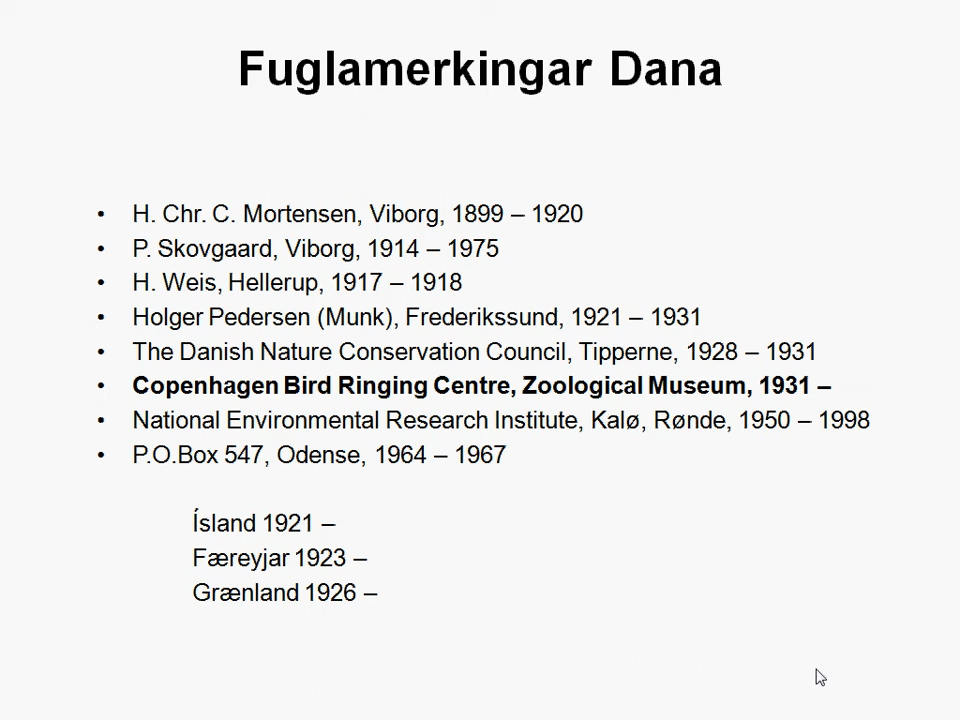 Fuglamerkingar Dana
• H. Chr. C. Mortensen, Viborg, 1899 – 1920
• P. Skovgaard, Viborg, 1914 – 1975
• H. Weis, Hellerup, 1917 – 1918
• Holger Pedersen (Munk), Frederikssund, 1921 – 1931
• The Danish Nature Conservation Council, Tipperne, 1928 – 1931
• Copenhagen Bird Ringing Centre, Zoological Museum, 1931 –
• National Environmental Research Institute, Kalø, Rønde, 1950 – 1998
• P.O.Box 547, Odense, 1964 – 1967
Ísland 1921 –
Færeyjar 1923 –
Grænland 1926 –